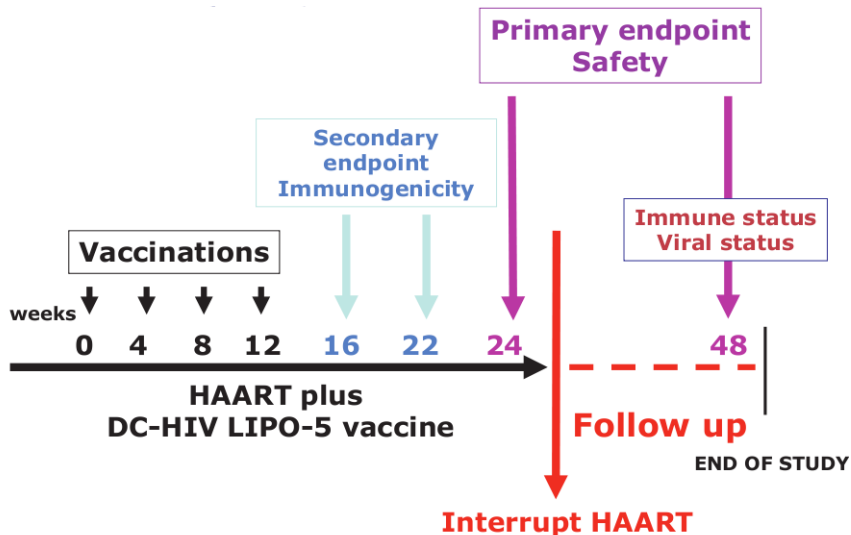 Primary endpoint
Safety
Secondary
endpoint
Immunogenicity
Immune status
Viral status
Vaccinations
weeks
0 4 8 12 16 22 24 48
HAART plus
DC-HIV LIPO-5 vaccine
Follow up
END OF STUDY
Interrupt HAART